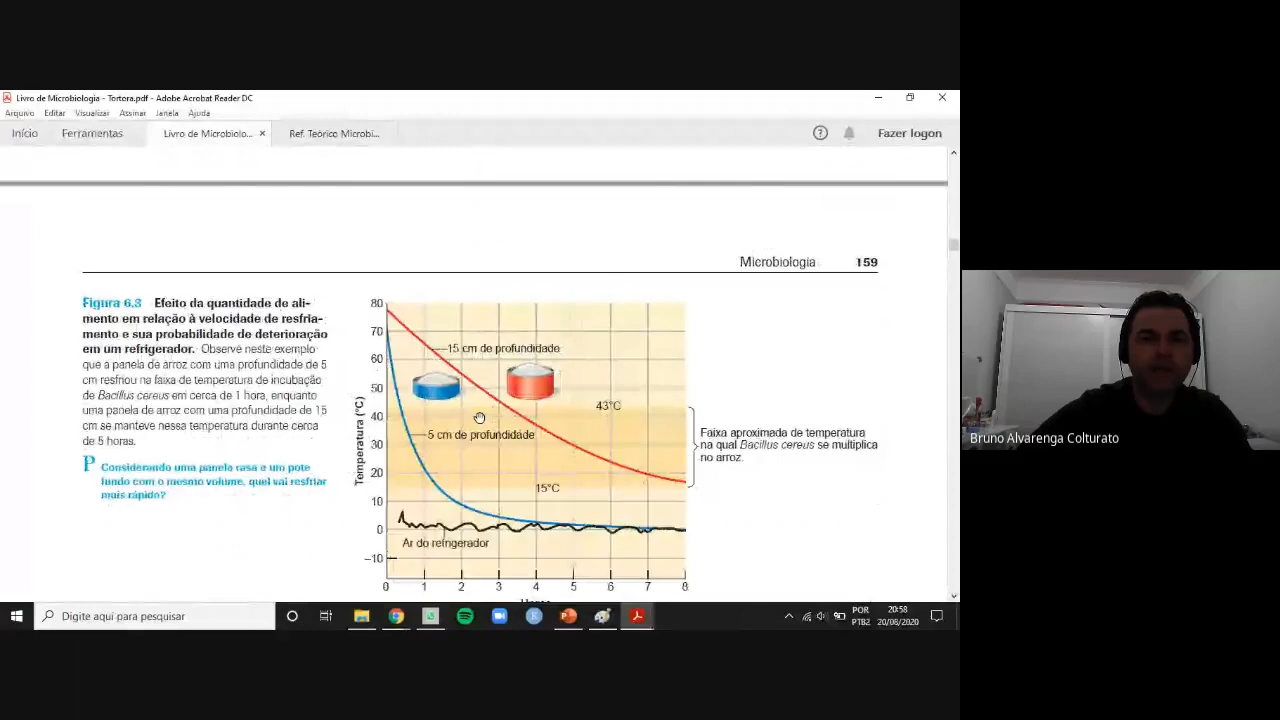 Livro de Microbiologia - Tortora.pdf - Adobe Acrobat Reader DC
Arquivo Editar Visualizar Assinar Janela Ajuda
Início Ferramentas Livro de Microbiolo... × Ref. Teórico Microbi... Fazer logon
Microbiologia 159
Figura 6.3 Efeito da quantidade de ali-
mento em relação à velocidade de resfria-
mento e sua probabilidade de deterioração
em um refrigerador. Observe neste exemplo
que a panela de arroz com uma profundidade de 5
cm resfriou na faixa de temperatura de incubação
de Bacillus cereus em cerca de 1 hora, enquanto
uma panela de arroz com uma profundidade de 15
cm se manteve nessa temperatura durante cerca
de 5 horas.
P Considerando uma panela rasa e um pote
fundo com o mesmo volume, quel vai resfriar
mais rápido?
Temperatura (°C)
80
70
60
50
40
30
20
10
0
−10
15 cm de profundidade
43°C
5 cm de profundidade
15°C
Ar do refrigerador
0 1 2 3 4 5 6 7 8
Faixa aproximada de temperatura
na qual Bacillus cereus se multiplica
no arroz.
Bruno Alvarenga Colturato
Digite aqui para pesquisar
POR
PTB2
20:58
20/08/2020